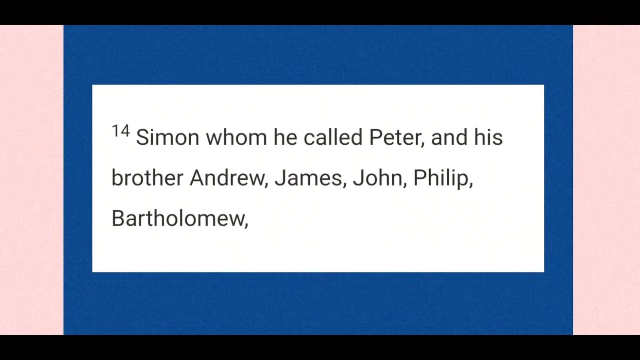 14 Simon whom he called Peter, and his
brother Andrew, James, John, Philip,
Bartholomew,